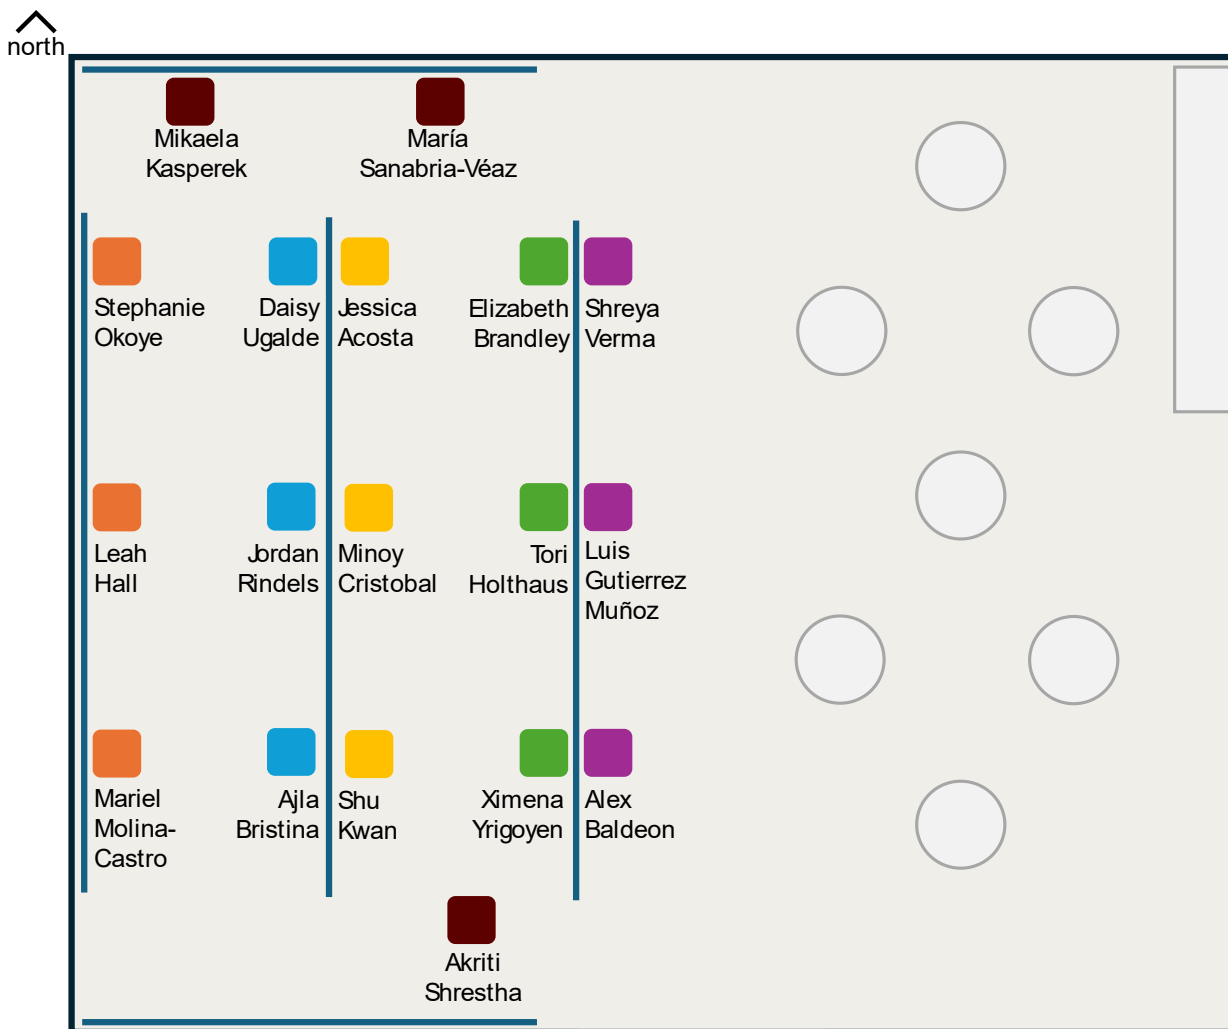 north
Mikaela
Kasperek
María
Sanabria-Véaz
Stephanie
Okoye
Daisy
Ugalde
Jessica
Acosta
Elizabeth
Brandley
Shreya
Verma
Leah
Hall
Jordan
Rindels
Minoy
Cristobal
Tori
Holthaus
Luis
Gutierrez
Muñoz
Mariel
Molina-
Castro
Ajla
Bristina
Shu
Kwan
Ximena
Yrigoyen
Alex
Baldeon
Akriti
Shrestha